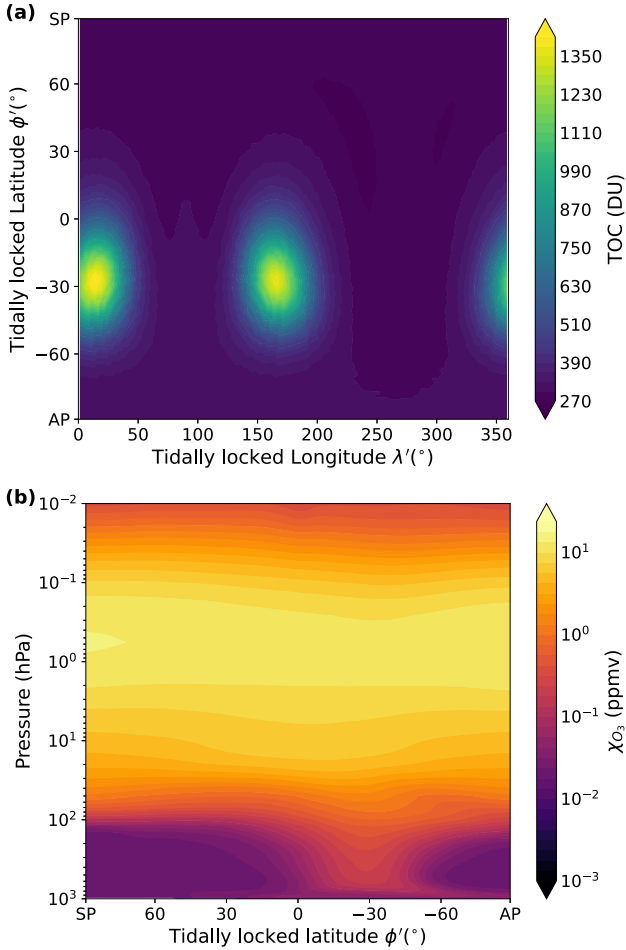 (a)
SP
60
30
0
−30
−60
AP
Tidally locked Latitude ϕ′(°)
0 50 100 150 200 250 300 350
Tidally locked Longitude λ′(°)
1350
1230
1110
990
870
750
630
510
390
270
TOC (DU)
(b)
10⁻²
10⁻¹
10⁰
10¹
10²
10³
Pressure (hPa)
SP 60 30 0 −30 −60 AP
Tidally locked latitude ϕ′(°)
10¹
10⁰
10⁻¹
10⁻²
10⁻³
χO₃ (ppmv)